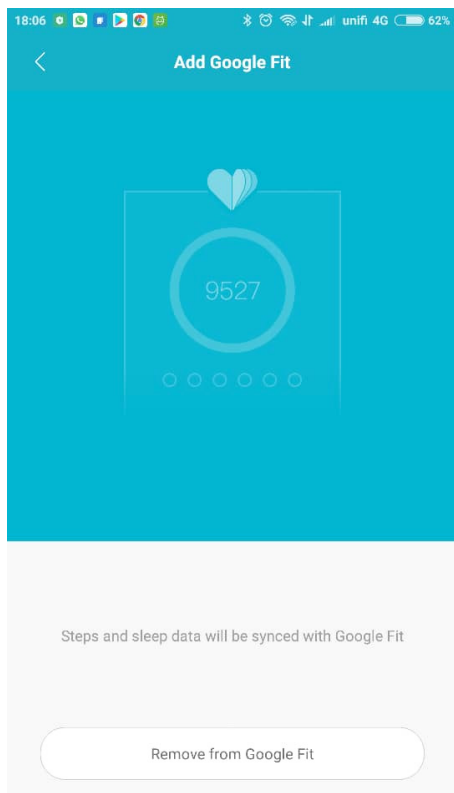 18:06 unifi 4G 62%
Add Google Fit
9527
Steps and sleep data will be synced with Google Fit
Remove from Google Fit